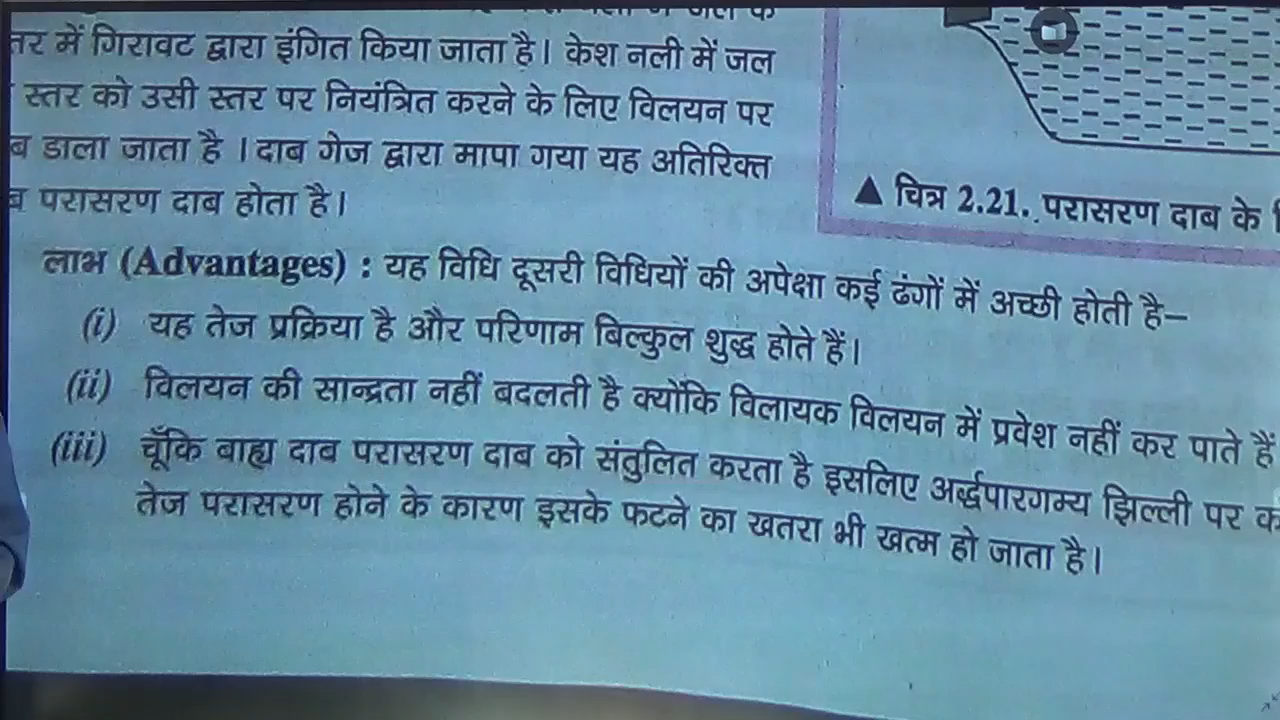 में गिरावट द्वारा इंगित किया जाता है। केश नली में जल
स्तर को उसी स्तर पर नियंत्रित करने के लिए विलयन पर
डाला जाता है । दाब गेज द्वारा मापा गया यह अतिरिक्त
परासरण दाब होता है।
▲ चित्र 2.21. परासरण दाब के
लाभ (Advantages) : यह विधि दूसरी विधियों की अपेक्षा कई ढंगों में अच्छी होती है–
(i) यह तेज प्रक्रिया है और परिणाम बिल्कुल शुद्ध होते हैं।
(ii) विलयन की सान्द्रता नहीं बदलती है क्योंकि विलायक विलयन में प्रवेश नहीं कर पाते हैं
(iii) चूँकि बाह्य दाब परासरण दाब को संतुलित करता है इसलिए अर्द्धपारगम्य झिल्ली पर
तेज परासरण होने के कारण इसके फटने का खतरा भी खत्म हो जाता है।